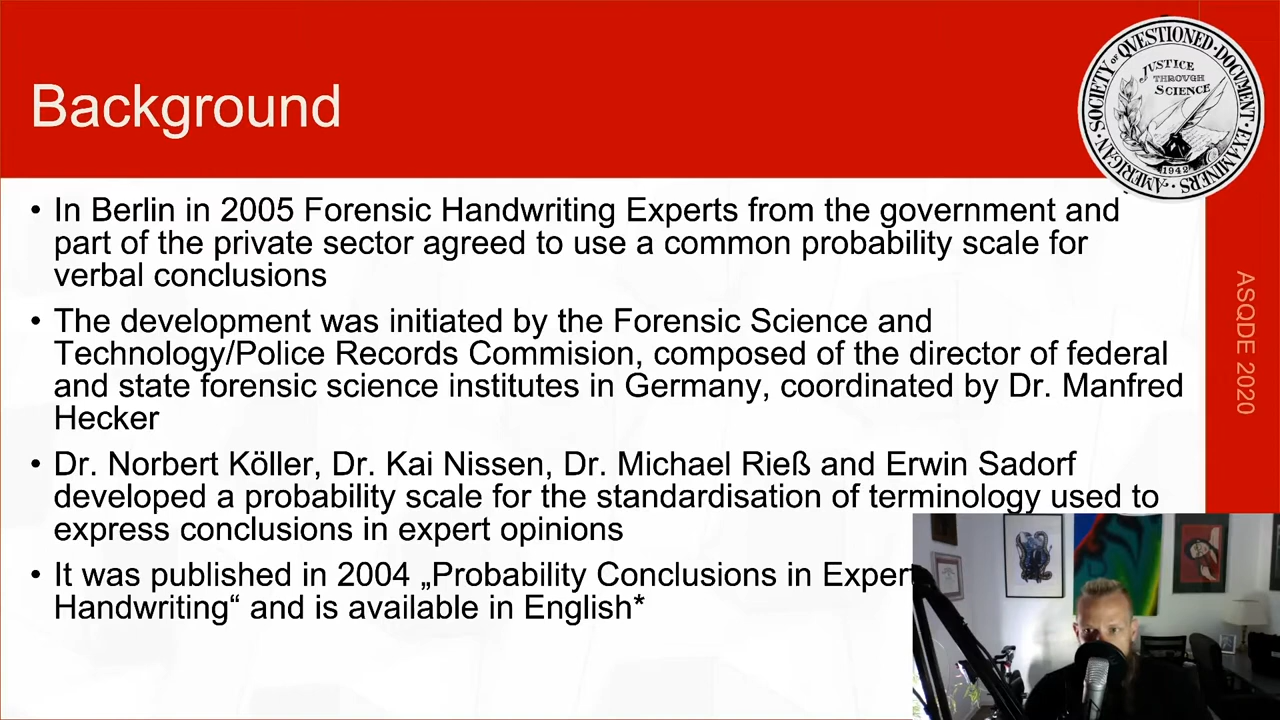 Background
AMERICAN · SOCIETY OF QVESTIONED · DOCVMENT · EXAMINERS
JUSTICE
THROUGH
SCIENCE
1942
• In Berlin in 2005 Forensic Handwriting Experts from the government and
part of the private sector agreed to use a common probability scale for
verbal conclusions
• The development was initiated by the Forensic Science and
Technology/Police Records Commision, composed of the director of federal
and state forensic science institutes in Germany, coordinated by Dr. Manfred
Hecker
• Dr. Norbert Köller, Dr. Kai Nissen, Dr. Michael Rieß and Erwin Sadorf
developed a probability scale for the standardisation of terminology used to
express conclusions in expert opinions
• It was published in 2004 „Probability Conclusions in Expert
Handwriting“ and is available in English*
ASQDE 2020